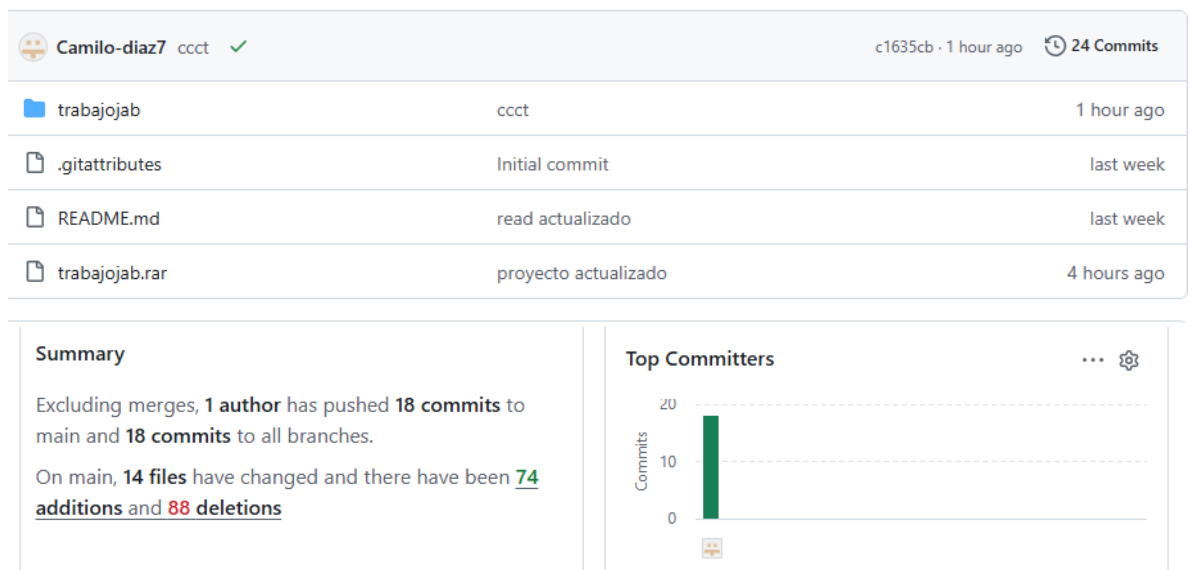 Camilo-diaz7 ccct c1635cb · 1 hour ago 24 Commits
trabajojab ccct 1 hour ago
.gitattributes Initial commit last week
README.md read actualizado last week
trabajojab.rar proyecto actualizado 4 hours ago
Summary
Excluding merges, 1 author has pushed 18 commits to
main and 18 commits to all branches.
On main, 14 files have changed and there have been 74
additions and 88 deletions
Top Committers
20
10
0
Commits